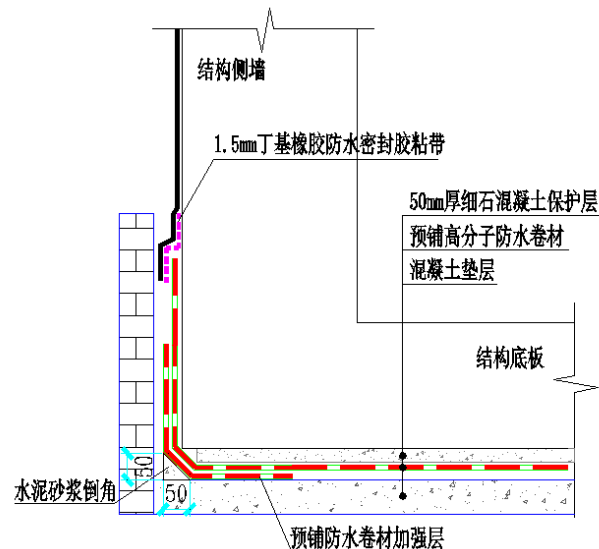 结构侧墙
1.5mm丁基橡胶防水密封胶粘带
50mm厚细石混凝土保护层
预铺高分子防水卷材
混凝土垫层
结构底板
50
水泥砂浆倒角
50
预铺防水卷材加强层